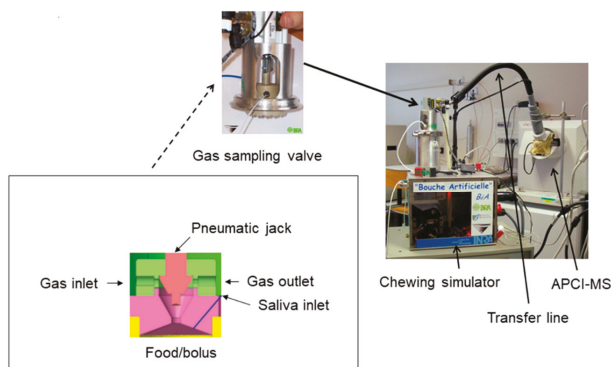 Gas sampling valve
Pneumatic jack
Gas inlet
Gas outlet
Saliva inlet
Food/bolus
"Bouche Artificielle"
Chewing simulator
APCI-MS
Transfer line